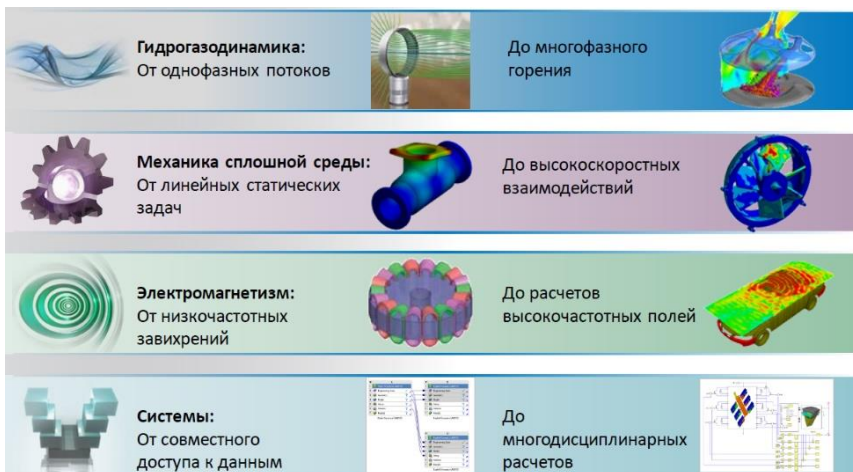 Гидрогазодинамика:
От однофазных потоков
До многофазного
горения
Механика сплошной среды:
От линейных статических
задач
До высокоскоростных
взаимодействий
Электромагнетизм:
От низкочастотных
завихрений
До расчетов
высокочастотных полей
Системы:
От совместного
доступа к данным
До
многодисциплинарных
расчетов